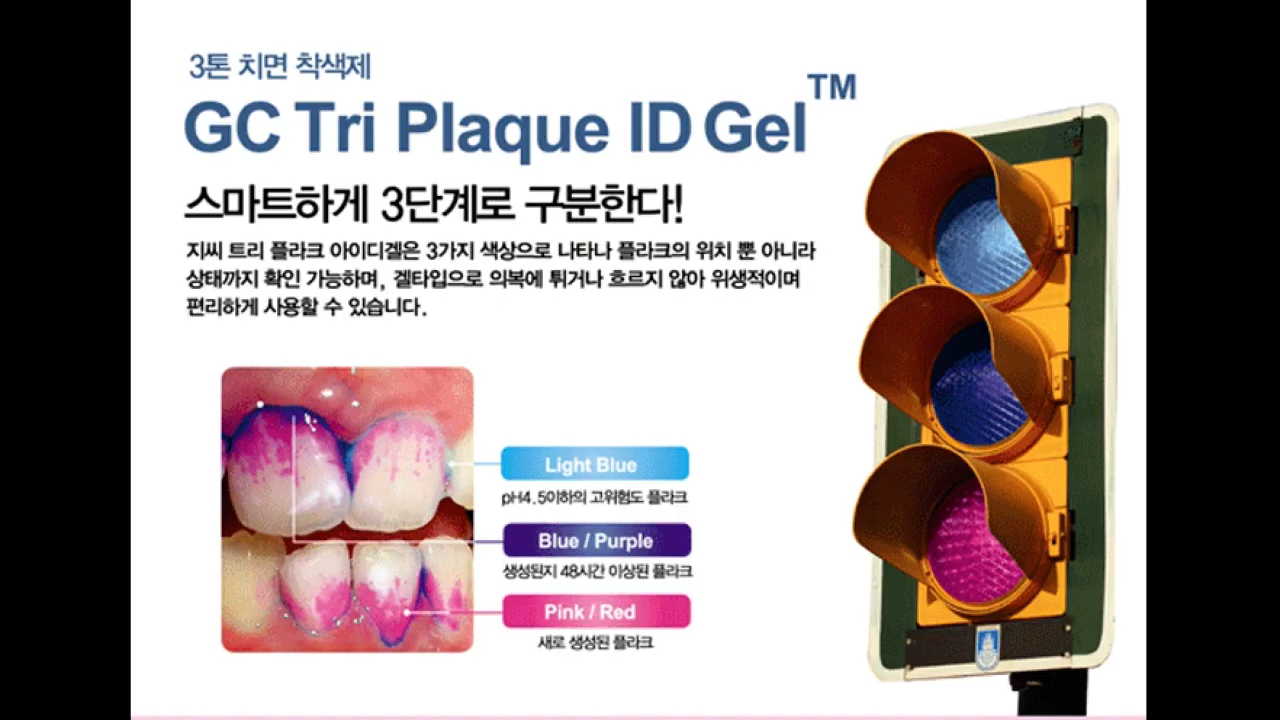 3톤 치면 착색제
GC Tri Plaque ID Gel™
스마트하게 3단계로 구분한다!
지씨 트리 플라크 아이디겔은 3가지 색상으로 나타나 플라크의 위치 뿐 아니라
상태까지 확인 가능하며, 겔타입으로 의복에 튀거나 흐르지 않아 위생적이며
편리하게 사용할 수 있습니다.
Light Blue
pH4.5이하의 고위험도 플라크
Blue / Purple
생성된지 48시간 이상된 플라크
Pink / Red
새로 생성된 플라크